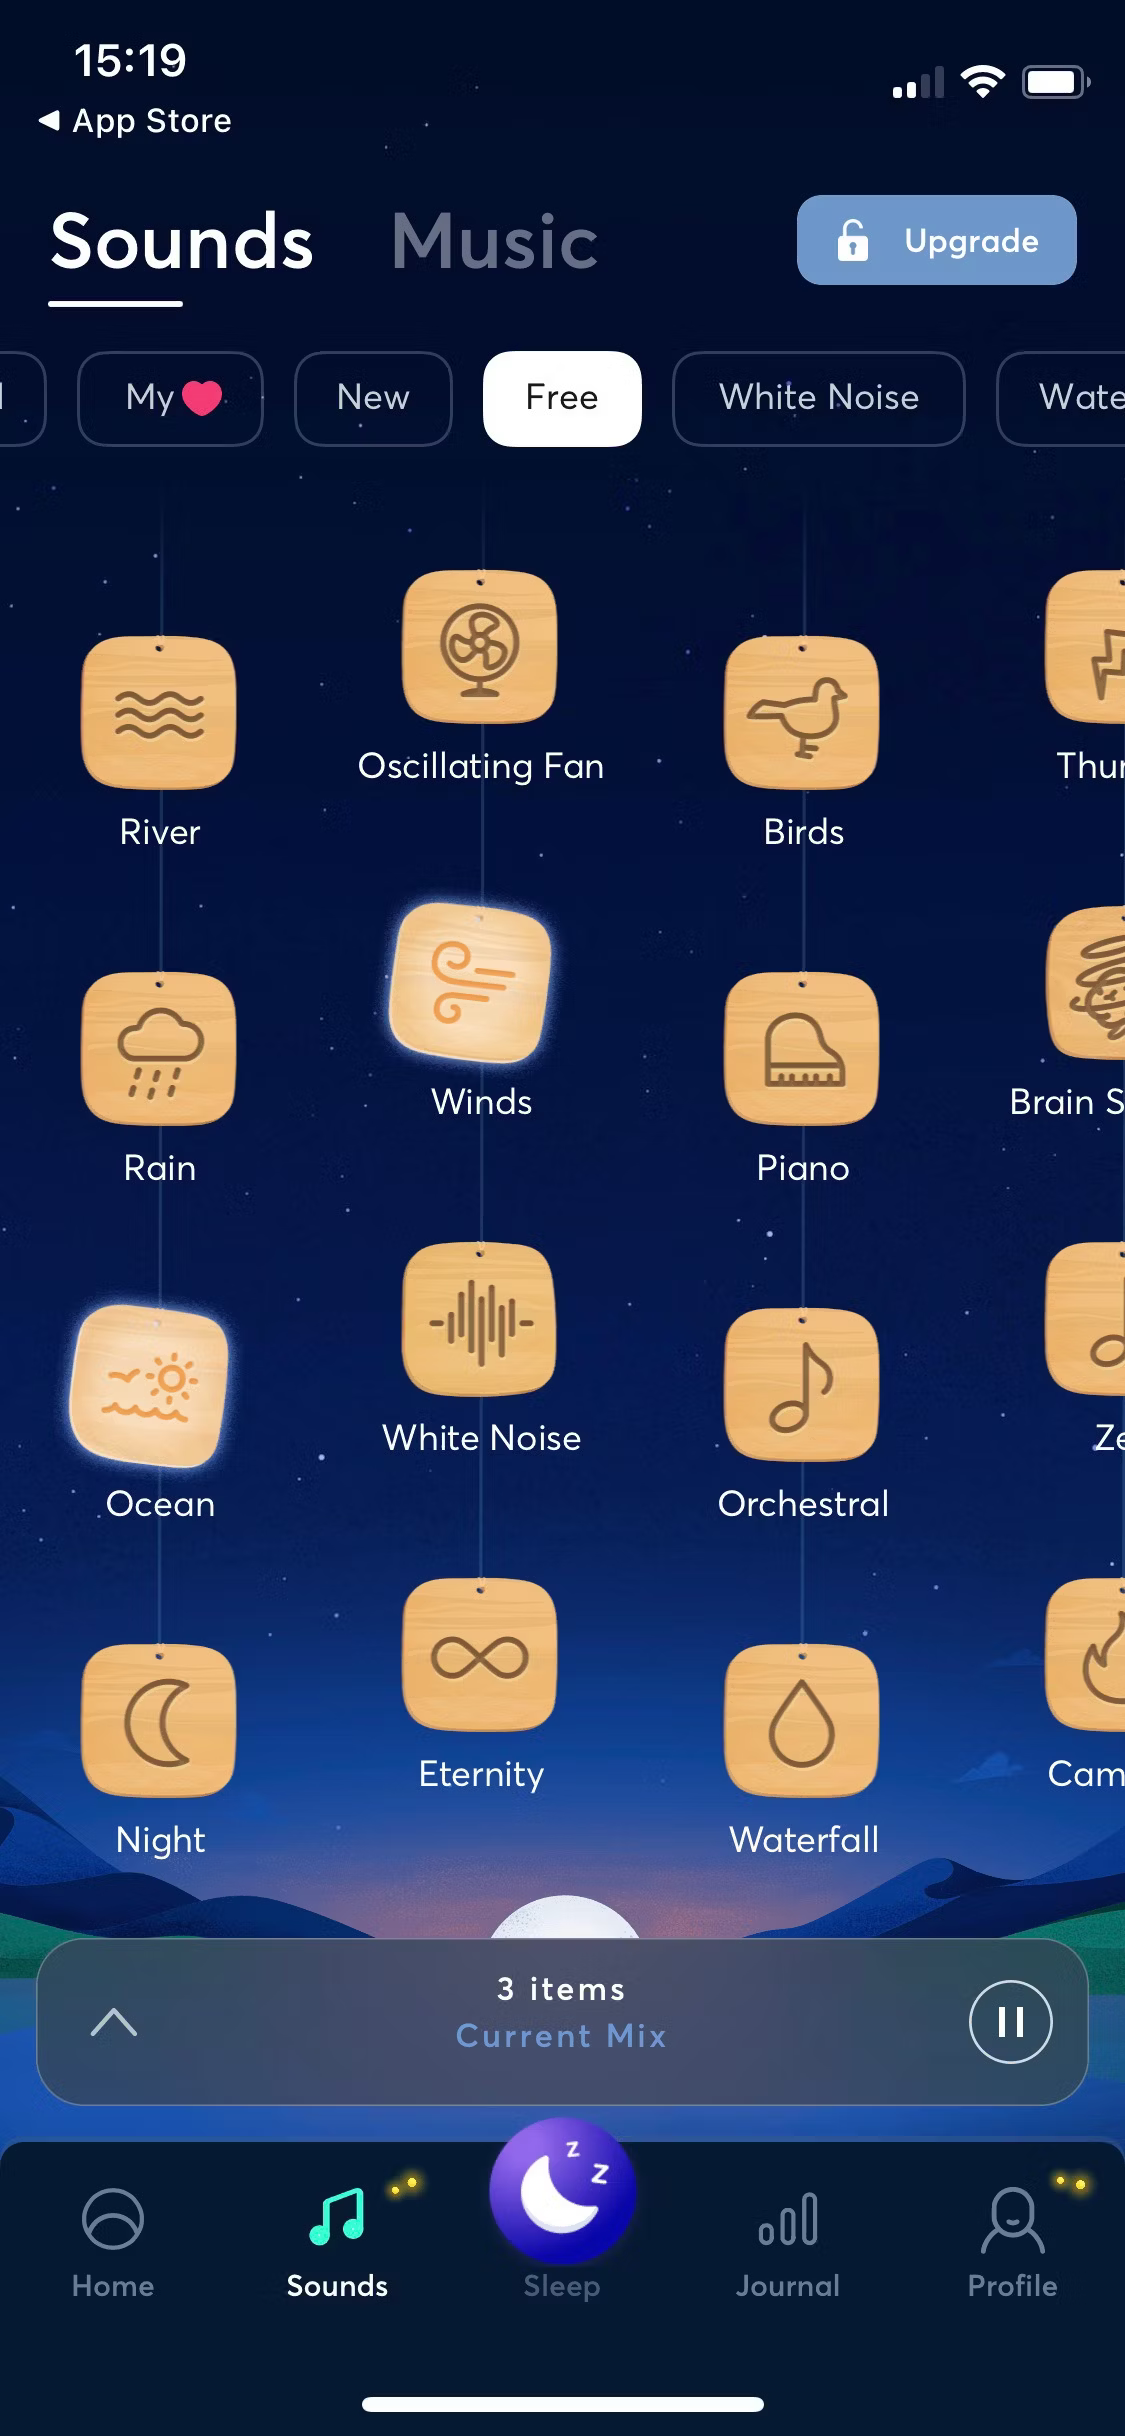 15:19
App Store
Sounds
Music
Upgrade
My
New
Free
White Noise
Wate
Oscillating Fan
Thur
River
Birds
Winds
Brain S
Rain
Piano
White Noise
Ze
Ocean
Orchestral
Eternity
Cam
Night
Waterfall
3 items
Current Mix
z
z
Home
Sounds
Sleep
Journal
Profile